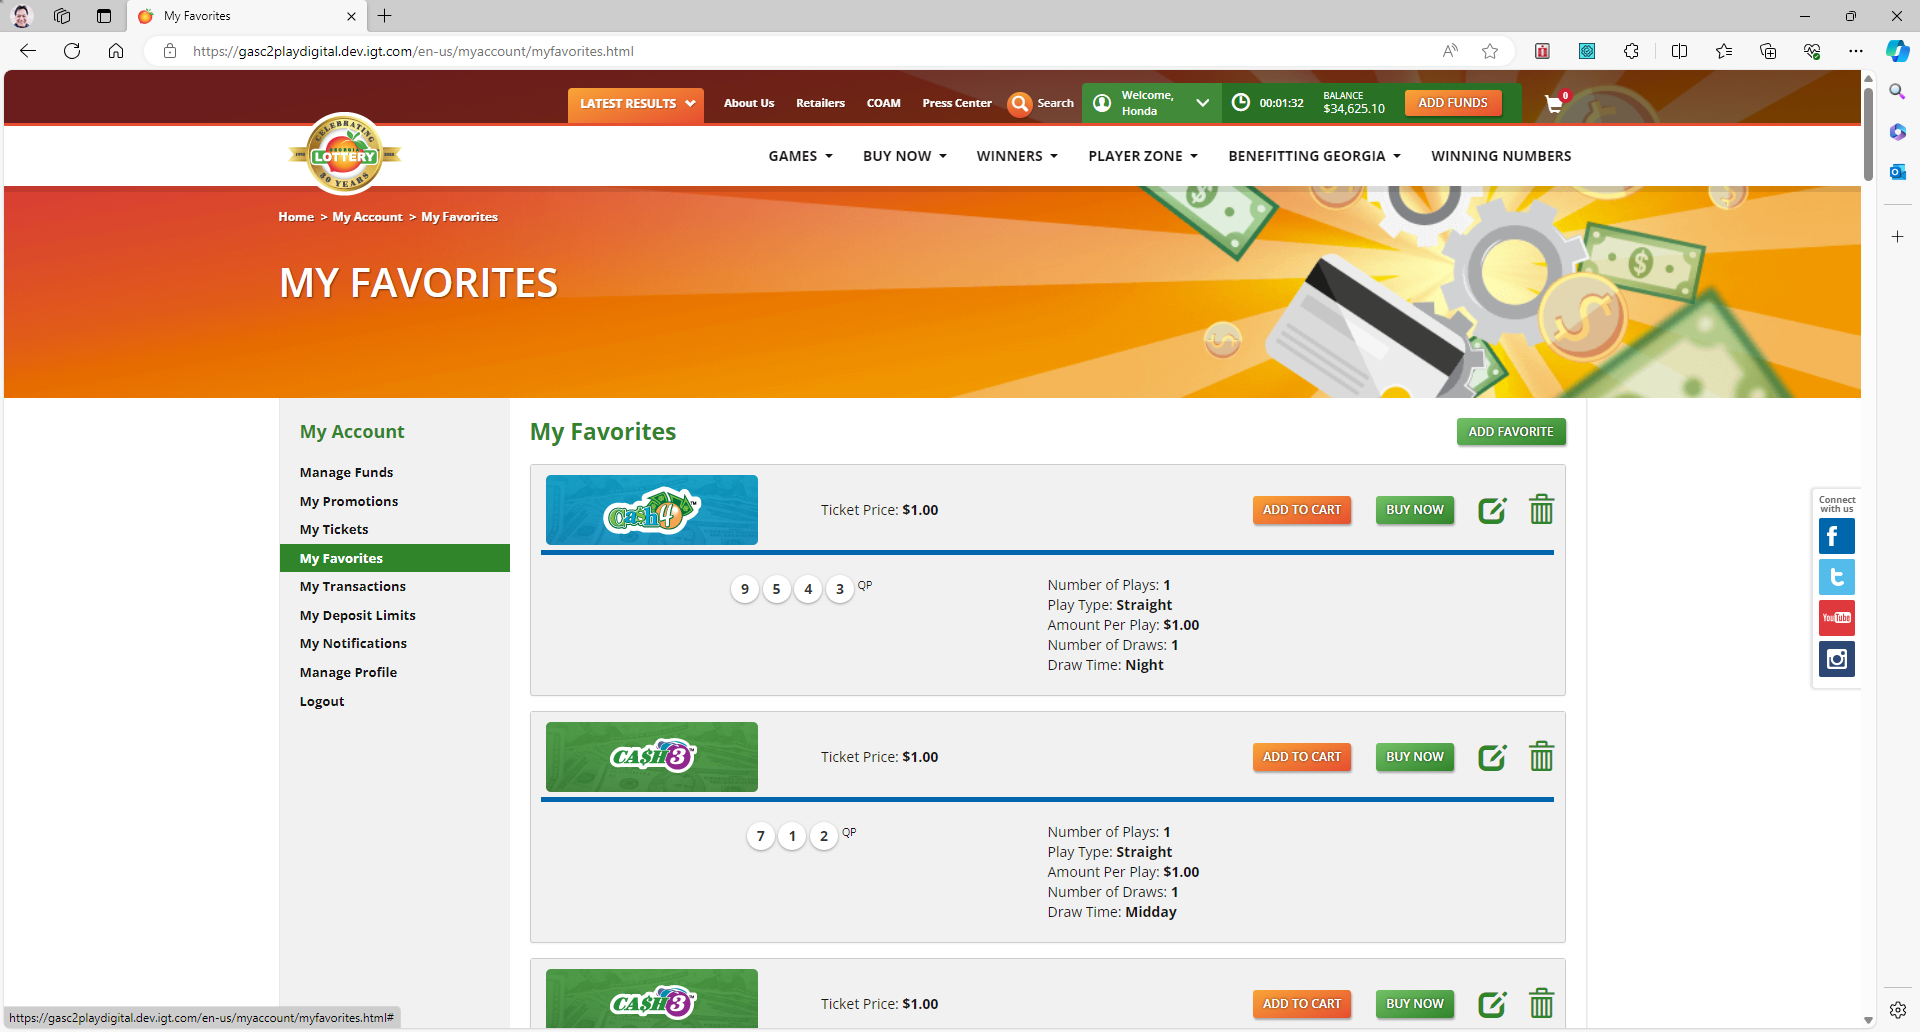 My Favorites
https://gasc2playdigital.dev.igt.com/en-us/myaccount/myfavorites.html
LATEST RESULTS
About Us
Retailers
COAM
Press Center
Search
Welcome,
Honda
00:01:32
BALANCE
$34,625.10
ADD FUNDS
0
CELEBRATING
GEORGIA
LOTTERY
30 YEARS
GAMES
BUY NOW
WINNERS
PLAYER ZONE
BENEFITTING GEORGIA
WINNING NUMBERS
Home > My Account > My Favorites
MY FAVORITES
My Account
Manage Funds
My Promotions
My Tickets
My Favorites
My Transactions
My Deposit Limits
My Notifications
Manage Profile
Logout
My Favorites
ADD FAVORITE
Cash 4™
Ticket Price: $1.00
ADD TO CART
BUY NOW
9 5 4 3 QP
Number of Plays: 1
Play Type: Straight
Amount Per Play: $1.00
Number of Draws: 1
Draw Time: Night
CA$H 3™
Ticket Price: $1.00
ADD TO CART
BUY NOW
7 1 2 QP
Number of Plays: 1
Play Type: Straight
Amount Per Play: $1.00
Number of Draws: 1
Draw Time: Midday
CA$H 3™
Ticket Price: $1.00
ADD TO CART
BUY NOW
Connect
with us
You Tube
https://gasc2playdigital.dev.igt.com/en-us/myaccount/myfavorites.html#